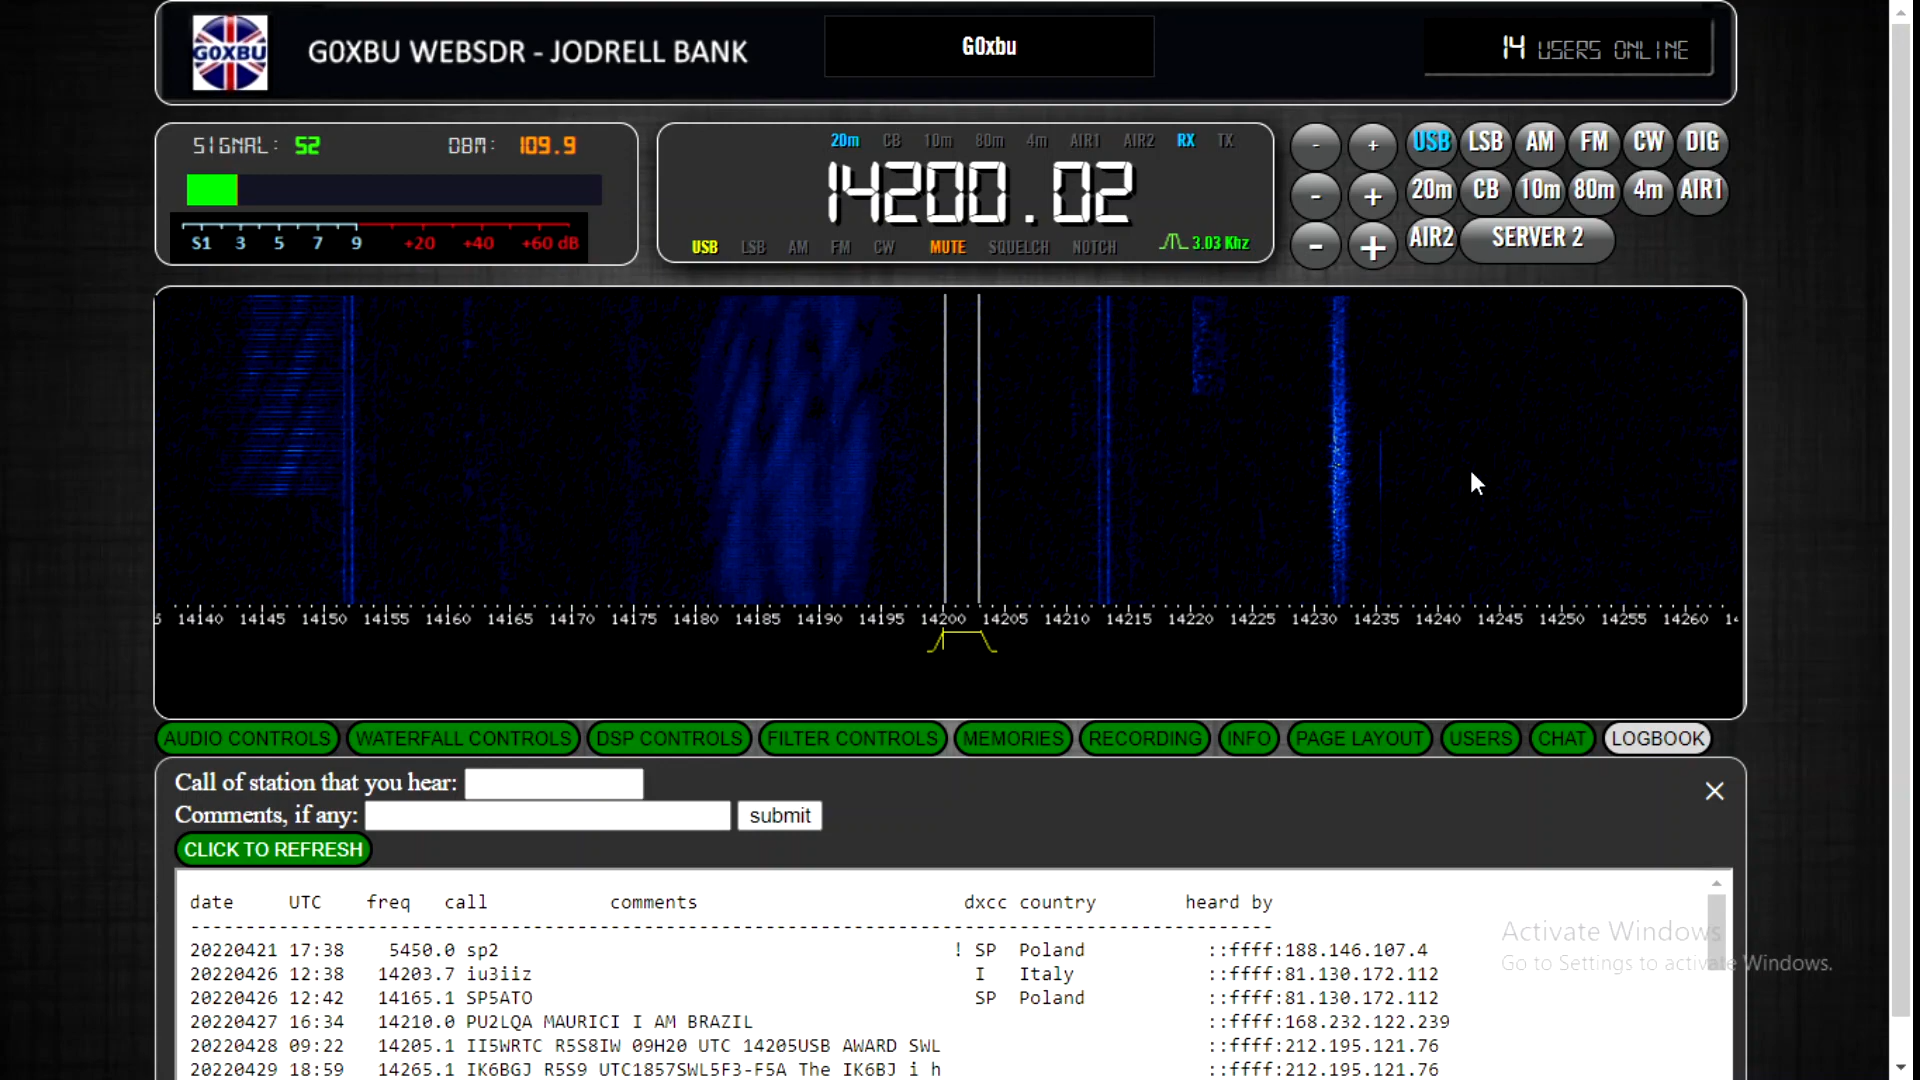 G0XBU G0XBU WEBSDR - JODRELL BANK G0xbu 14 USERS ONLINE
SIGNAL: S2 DBM: 109.9
S1 3 5 7 9 +20 +40 +60 dB
20m CB 10m 80m 4m AIR1 AIR2 RX TX
14200.02
USB LSB AM FM CW MUTE SQUELCH NOTCH 3.03 Khz
- + USB LSB AM FM CW DIG
- + 20m CB 10m 80m 4m AIR1
- + AIR2 SERVER 2
14140 14145 14150 14155 14160 14165 14170 14175 14180 14185 14190 14195 14200 14205 14210 14215 14220 14225 14230 14235 14240 14245 14250 14255 14260
AUDIO CONTROLS WATERFALL CONTROLS DSP CONTROLS FILTER CONTROLS MEMORIES RECORDING INFO PAGE LAYOUT USERS CHAT LOGBOOK
Call of station that you hear:
Comments, if any: submit
CLICK TO REFRESH
date UTC freq call comments dxcc country heard by
--------------------------------------------------------------------------------------------------
20220421 17:38 5450.0 sp2 ! SP Poland ::ffff:188.146.107.4
20220426 12:38 14203.7 iu3iiz I Italy ::ffff:81.130.172.112
20220426 12:42 14165.1 SP5ATO SP Poland ::ffff:81.130.172.112
20220427 16:34 14210.0 PU2LQA MAURICI I AM BRAZIL ::ffff:168.232.122.239
20220428 09:22 14205.1 II5WRTC R5S8IW 09H20 UTC 14205USB AWARD SWL ::ffff:212.195.121.76
20220429 18:59 14265.1 IK6BGJ R5S9 UTC1857SWL5F3-F5A The IK6BJ i h ::ffff:212.195.121.76
Activate Windows
Go to Settings to activate Windows.